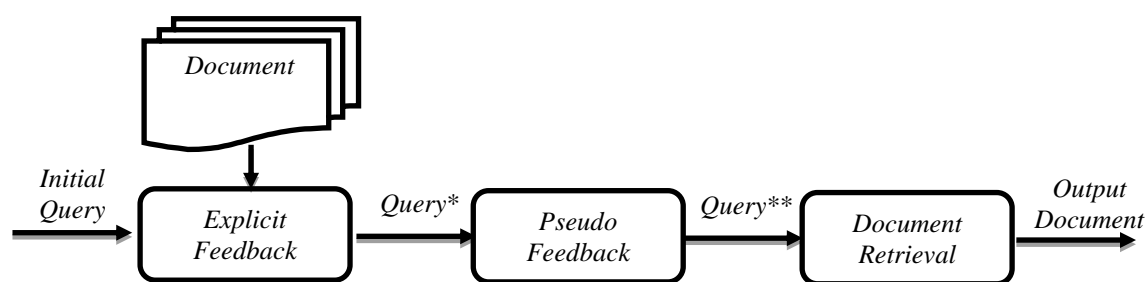 Document
Initial
Query
Explicit
Feedback
Query*
Pseudo
Feedback
Query**
Document
Retrieval
Output
Document